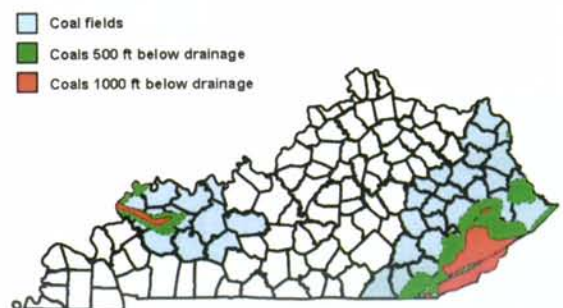 Coal fields
Coals 500 ft below drainage
Coals 1000 ft below drainage